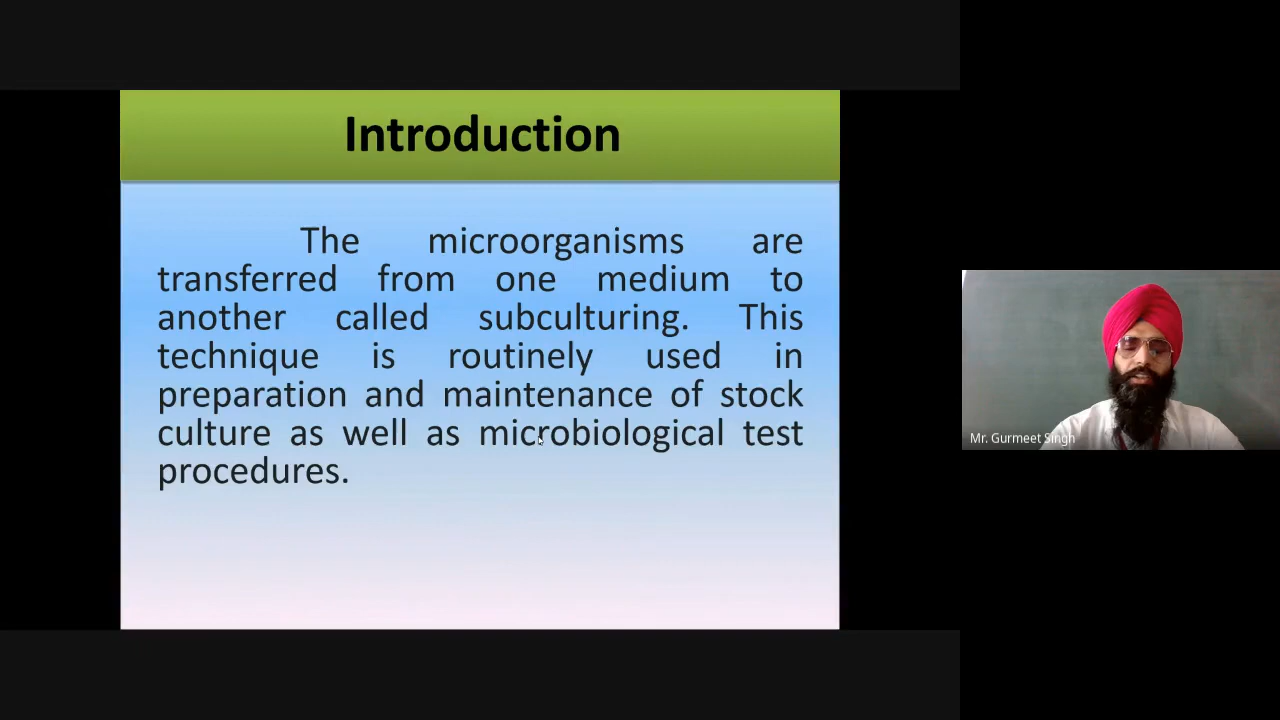 Introduction
The microorganisms are
transferred from one medium to
another called subculturing. This
technique is routinely used in
preparation and maintenance of stock
culture as well as microbiological test
procedures.
Mr. Gurmeet Singh